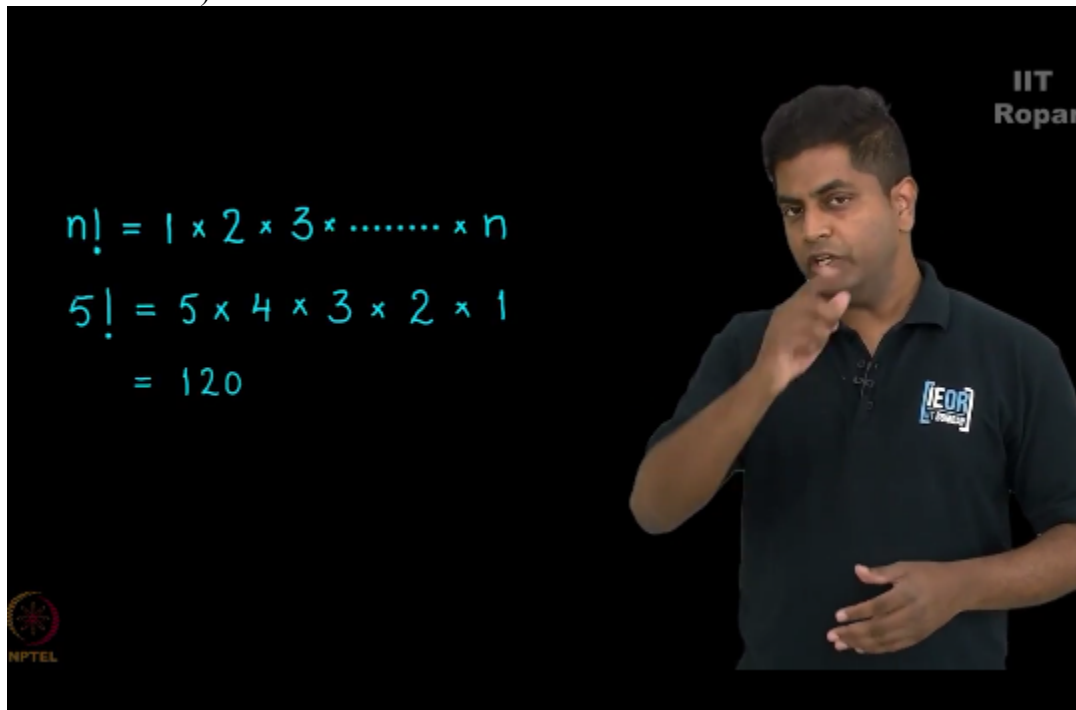 IIT
Ropar
n! = 1 × 2 × 3 × ........ × n
5! = 5 × 4 × 3 × 2 × 1
= 120
[IEOR]
NPTEL